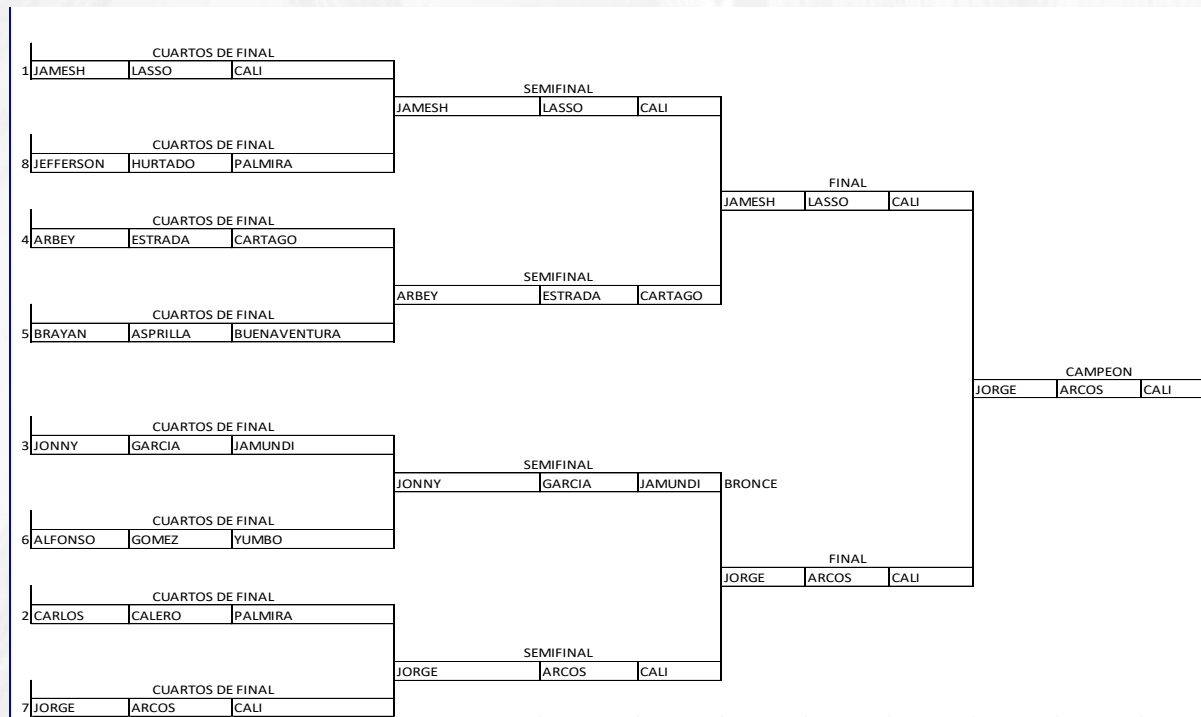 CUARTOS DE FINAL
1 JAMESH LASSO CALI
SEMIFINAL
JAMESH LASSO CALI
CUARTOS DE FINAL
8 JEFFERSON HURTADO PALMIRA
FINAL
JAMESH LASSO CALI
CUARTOS DE FINAL
4 ARBEY ESTRADA CARTAGO
SEMIFINAL
ARBEY ESTRADA CARTAGO
CUARTOS DE FINAL
5 BRAYAN ASPRILLA BUENAVENTURA
CAMPEON
JORGE ARCOS CALI
CUARTOS DE FINAL
3 JONNY GARCIA JAMUNDI
SEMIFINAL
JONNY GARCIA JAMUNDI BRONCE
CUARTOS DE FINAL
6 ALFONSO GOMEZ YUMBO
FINAL
JORGE ARCOS CALI
CUARTOS DE FINAL
2 CARLOS CALERO PALMIRA
SEMIFINAL
JORGE ARCOS CALI
CUARTOS DE FINAL
7 JORGE ARCOS CALI